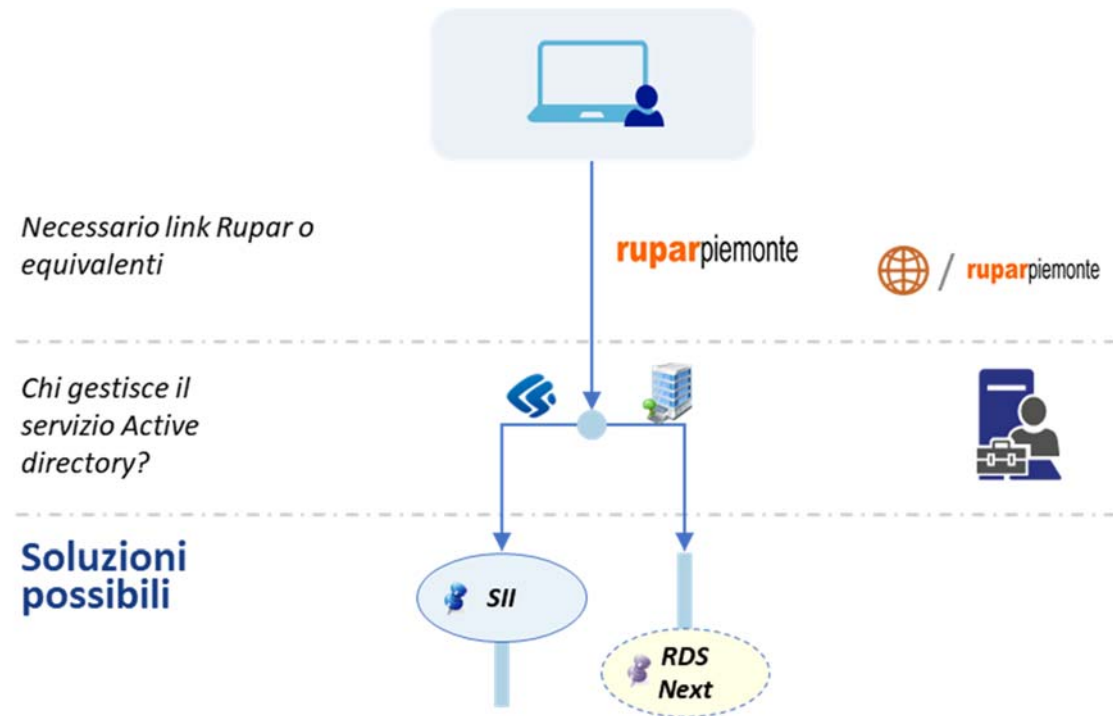 Necessario link Rupar o
equivalenti
ruparpiemonte
/ ruparpiemonte
Chi gestisce il
servizio Active
directory?
Soluzioni
possibili
SII
RDS
Next